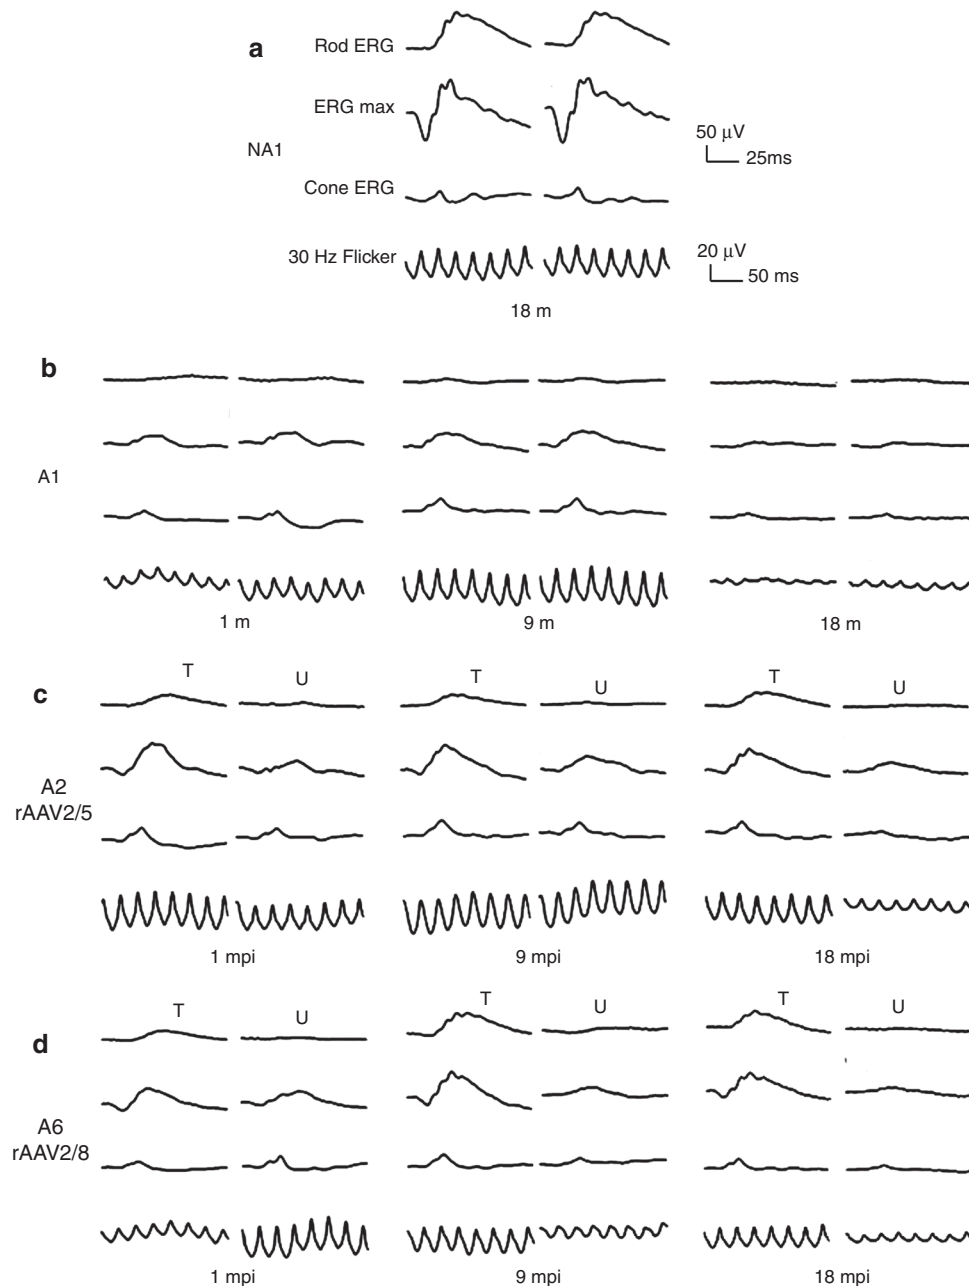 a
Rod ERG
ERG max
NA1
50 μV
25ms
Cone ERG
30 Hz Flicker
20 μV
50 ms
18 m
b
A1
1 m
9 m
18 m
c
T
U
T
U
T
U
A2
rAAV2/5
1 mpi
9 mpi
18 mpi
d
T
U
T
U
T
U
A6
rAAV2/8
1 mpi
9 mpi
18 mpi